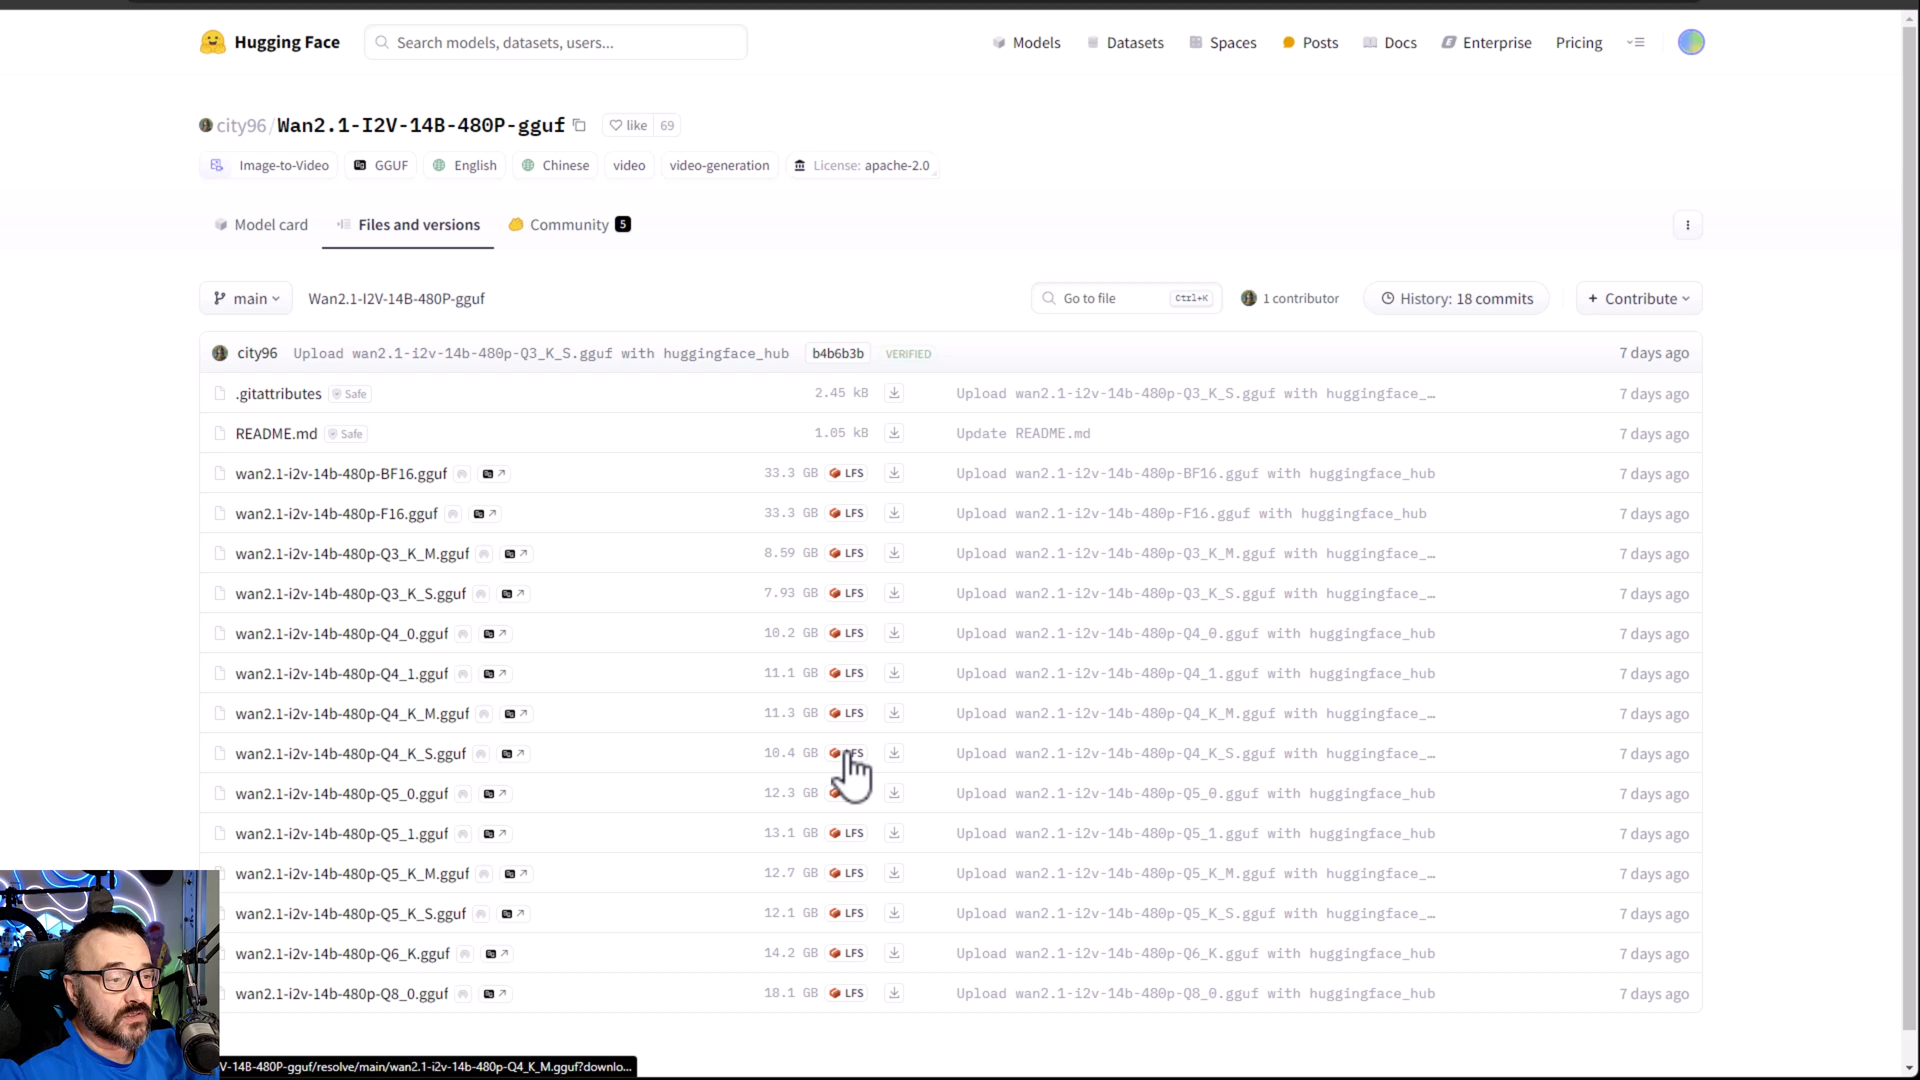 Hugging Face
Search models, datasets, users...
Models
Datasets
Spaces
Posts
Docs
Enterprise
Pricing
city96/Wan2.1-I2V-14B-480P-gguf
like 69
Image-to-Video
GGUF
English
Chinese
video
video-generation
License: apache-2.0
Model card
Files and versions
Community 5
main
Wan2.1-I2V-14B-480P-gguf
Go to file Ctrl+K
1 contributor
History: 18 commits
+ Contribute
city96 Upload wan2.1-i2v-14b-480p-Q3_K_S.gguf with huggingface_hub b4b6b3b VERIFIED 7 days ago
.gitattributes Safe 2.45 kB Upload wan2.1-i2v-14b-480p-Q3_K_S.gguf with huggingface_… 7 days ago
README.md Safe 1.05 kB Update README.md 7 days ago
wan2.1-i2v-14b-480p-BF16.gguf 33.3 GB LFS Upload wan2.1-i2v-14b-480p-BF16.gguf with huggingface_hub 7 days ago
wan2.1-i2v-14b-480p-F16.gguf 33.3 GB LFS Upload wan2.1-i2v-14b-480p-F16.gguf with huggingface_hub 7 days ago
wan2.1-i2v-14b-480p-Q3_K_M.gguf 8.59 GB LFS Upload wan2.1-i2v-14b-480p-Q3_K_M.gguf with huggingface_… 7 days ago
wan2.1-i2v-14b-480p-Q3_K_S.gguf 7.93 GB LFS Upload wan2.1-i2v-14b-480p-Q3_K_S.gguf with huggingface_… 7 days ago
wan2.1-i2v-14b-480p-Q4_0.gguf 10.2 GB LFS Upload wan2.1-i2v-14b-480p-Q4_0.gguf with huggingface_hub 7 days ago
wan2.1-i2v-14b-480p-Q4_1.gguf 11.1 GB LFS Upload wan2.1-i2v-14b-480p-Q4_1.gguf with huggingface_hub 7 days ago
wan2.1-i2v-14b-480p-Q4_K_M.gguf 11.3 GB LFS Upload wan2.1-i2v-14b-480p-Q4_K_M.gguf with huggingface_… 7 days ago
wan2.1-i2v-14b-480p-Q4_K_S.gguf 10.4 GB Upload wan2.1-i2v-14b-480p-Q4_K_S.gguf with huggingface_… 7 days ago
wan2.1-i2v-14b-480p-Q5_0.gguf 12.3 GB Upload wan2.1-i2v-14b-480p-Q5_0.gguf with huggingface_hub 7 days ago
wan2.1-i2v-14b-480p-Q5_1.gguf 13.1 GB LFS Upload wan2.1-i2v-14b-480p-Q5_1.gguf with huggingface_hub 7 days ago
wan2.1-i2v-14b-480p-Q5_K_M.gguf 12.7 GB LFS Upload wan2.1-i2v-14b-480p-Q5_K_M.gguf with huggingface_… 7 days ago
wan2.1-i2v-14b-480p-Q5_K_S.gguf 12.1 GB LFS Upload wan2.1-i2v-14b-480p-Q5_K_S.gguf with huggingface_… 7 days ago
wan2.1-i2v-14b-480p-Q6_K.gguf 14.2 GB LFS Upload wan2.1-i2v-14b-480p-Q6_K.gguf with huggingface_hub 7 days ago
wan2.1-i2v-14b-480p-Q8_0.gguf 18.1 GB LFS Upload wan2.1-i2v-14b-480p-Q8_0.gguf with huggingface_hub 7 days ago
V-14B-480P-gguf/resolve/main/wan2.1-i2v-14b-480p-Q4_K_M.gguf?downlo...